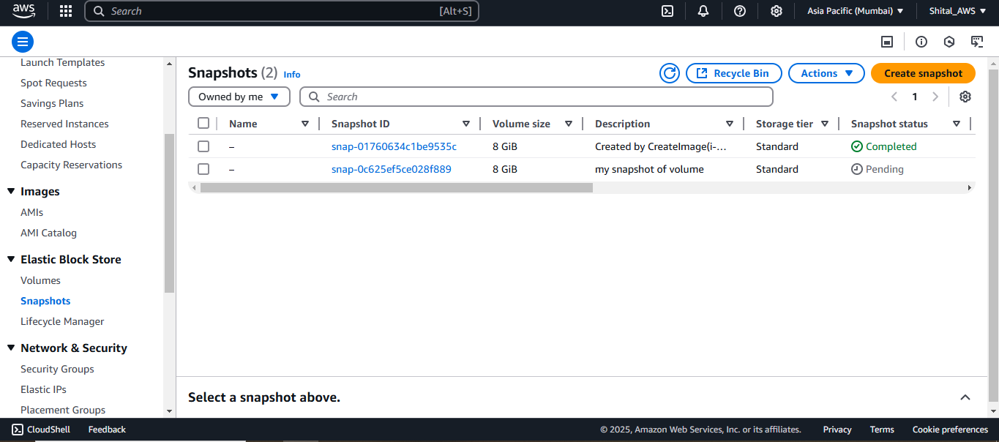 aws
Search [Alt+S]
Asia Pacific (Mumbai)
Shital_AWS
Launch Templates
Spot Requests
Savings Plans
Reserved Instances
Dedicated Hosts
Capacity Reservations
Images
AMIs
AMI Catalog
Elastic Block Store
Volumes
Snapshots
Lifecycle Manager
Network & Security
Security Groups
Elastic IPs
Placement Groups
Snapshots (2) Info
Recycle Bin
Actions
Create snapshot
Owned by me
Search
1
Name Snapshot ID Volume size Description Storage tier Snapshot status
– snap-01760634c1be9535c 8 GiB Created by CreateImage(i-... Standard Completed
– snap-0c625ef5ce028f889 8 GiB my snapshot of volume Standard Pending
Select a snapshot above.
CloudShell Feedback © 2025, Amazon Web Services, Inc. or its affiliates. Privacy Terms Cookie preferences